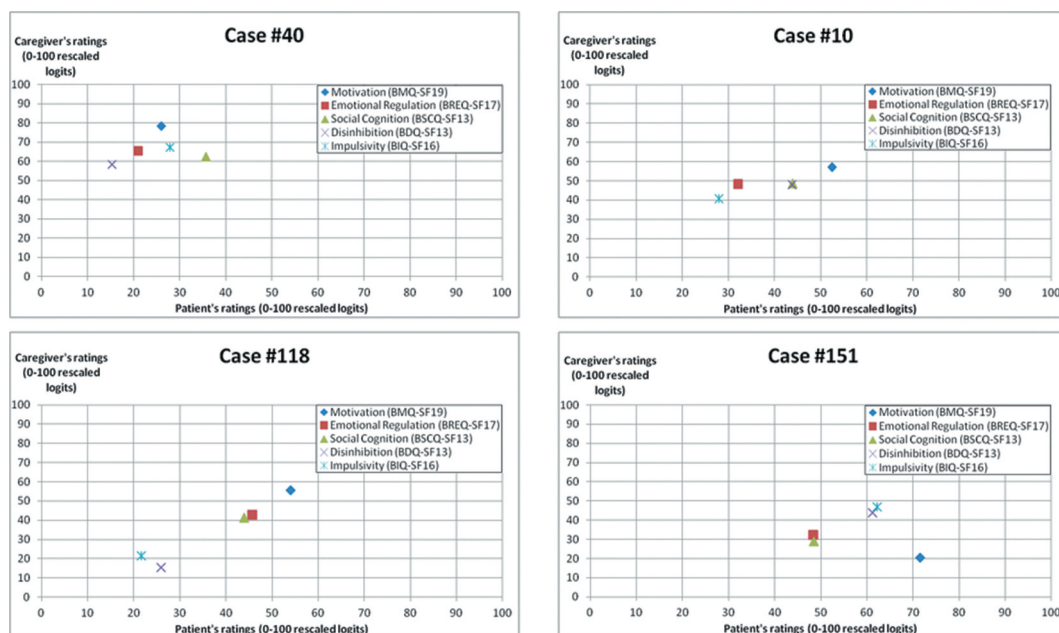 Case #40
Caregiver's ratings
(0-100 rescaled
logits)
Motivation (BMQ-SF19)
Emotional Regulation (BREQ-SF17)
Social Cognition (BSCQ-SF13)
Disinhibition (BDQ-SF13)
Impulsivity (BIQ-SF16)
100
90
80
70
60
50
40
30
20
10
0
0 10 20 30 40 50 60 70 80 90 100
Patient's ratings (0-100 rescaled logits)
Case #10
Caregiver's ratings
(0-100 rescaled
logits)
Motivation (BMQ-SF19)
Emotional Regulation (BREQ-SF17)
Social Cognition (BSCQ-SF13)
Disinhibition (BDQ-SF13)
Impulsivity (BIQ-SF16)
100
90
80
70
60
50
40
30
20
10
0
0 10 20 30 40 50 60 70 80 90 100
Patient's ratings (0-100 rescaled logits)
Case #118
Caregiver's ratings
(0-100 rescaled
logits)
Motivation (BMQ-SF19)
Emotional Regulation (BREQ-SF17)
Social Cognition (BSCQ-SF13)
Disinhibition (BDQ-SF13)
Impulsivity (BIQ-SF16)
100
90
80
70
60
50
40
30
20
10
0
0 10 20 30 40 50 60 70 80 90 100
Patient's ratings (0-100 rescaled logits)
Case #151
Caregiver's ratings
(0-100 rescaled
logits)
Motivation (BMQ-SF19)
Emotional Regulation (BREQ-SF17)
Social Cognition (BSCQ-SF13)
Disinhibition (BDQ-SF13)
Impulsivity (BIQ-SF16)
100
90
80
70
60
50
40
30
20
10
0
0 10 20 30 40 50 60 70 80 90 100
Patient's ratings (0-100 rescaled logits)